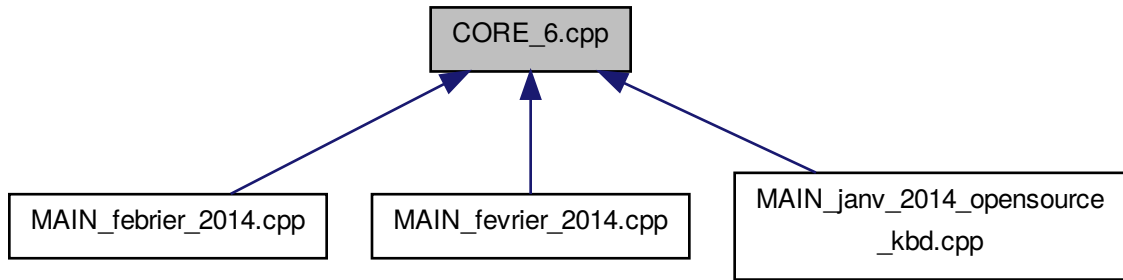 CORE_6.cpp
MAIN_febrier_2014.cpp
MAIN_fevrier_2014.cpp
MAIN_janv_2014_opensource
_kbd.cpp